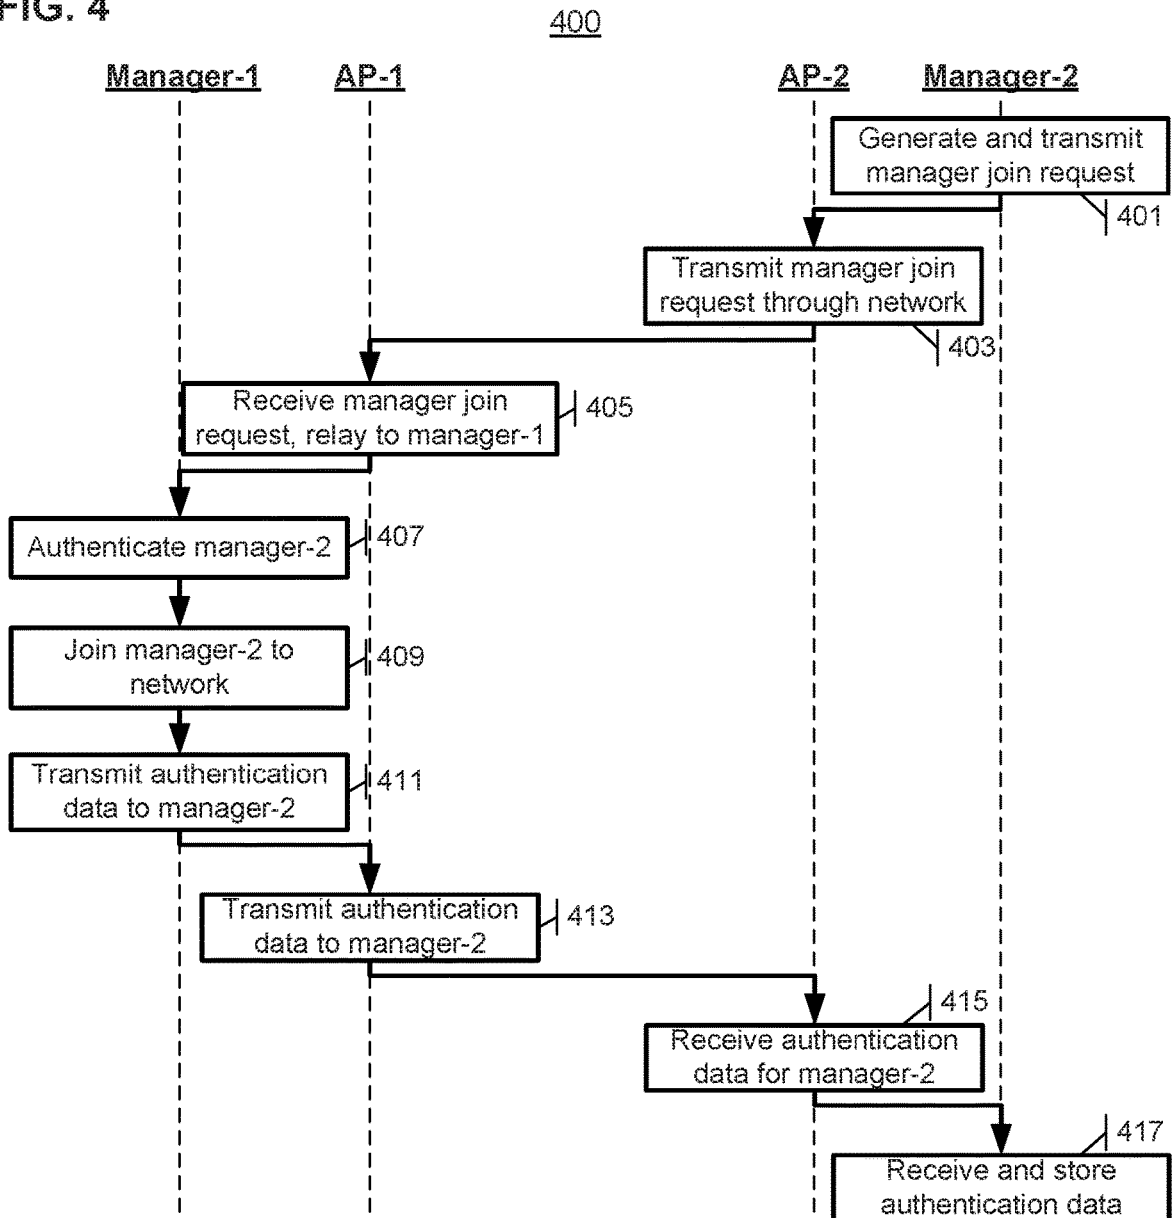 FIG. 4
400
Manager-1 AP-1 AP-2 Manager-2
Generate and transmit
manager join request
401
Transmit manager join
request through network
403
Receive manager join
request, relay to manager-1
405
Authenticate manager-2
407
Join manager-2 to
network
409
Transmit authentication
data to manager-2
411
Transmit authentication
data to manager-2
413
415
Receive authentication
data for manager-2
417
Receive and store
authentication data